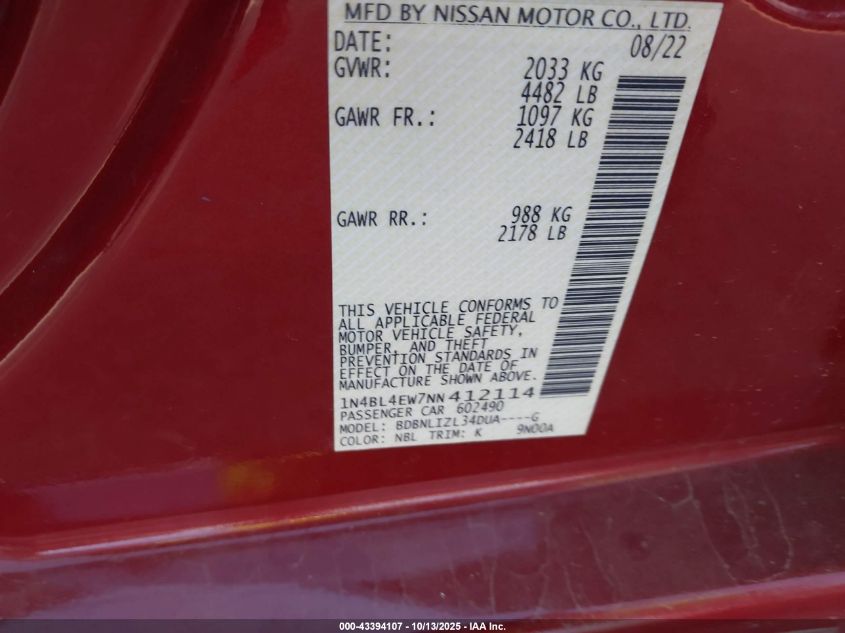 MFD BY NISSAN MOTOR CO., LTD.
DATE: 08/22
GVWR: 2033 KG
4482 LB
GAWR FR.: 1097 KG
2418 LB
GAWR RR.: 988 KG
2178 LB
THIS VEHICLE CONFORMS TO
ALL APPLICABLE FEDERAL
MOTOR VEHICLE SAFETY,
BUMPER, AND THEFT
PREVENTION STANDARDS IN
EFFECT ON THE DATE OF
MANUFACTURE SHOWN ABOVE.
1N4BL4EW7NN412114
PASSENGER CAR 602490
MODEL: BDBNLIZL34DUA----G
COLOR: NBL TRIM: K 9N00A
000-43394107 - 10/13/2025 - IAA Inc.